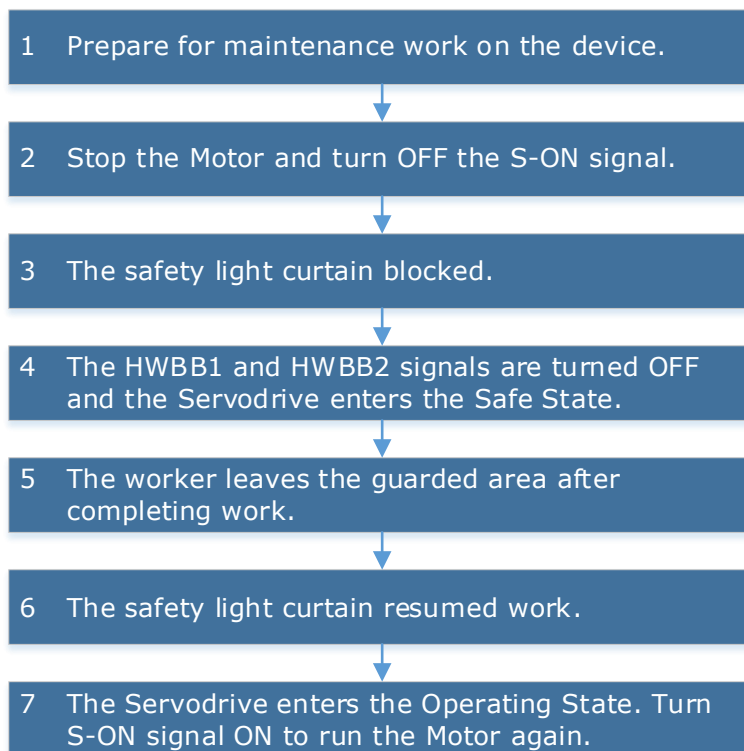 1 Prepare for maintenance work on the device.
2 Stop the Motor and turn OFF the S-ON signal.
3 The safety light curtain blocked.
4 The HWBB1 and HWBB2 signals are turned OFF
and the Servodrive enters the Safe State.
5 The worker leaves the guarded area after
completing work.
6 The safety light curtain resumed work.
7 The Servodrive enters the Operating State. Turn
S-ON signal ON to run the Motor again.